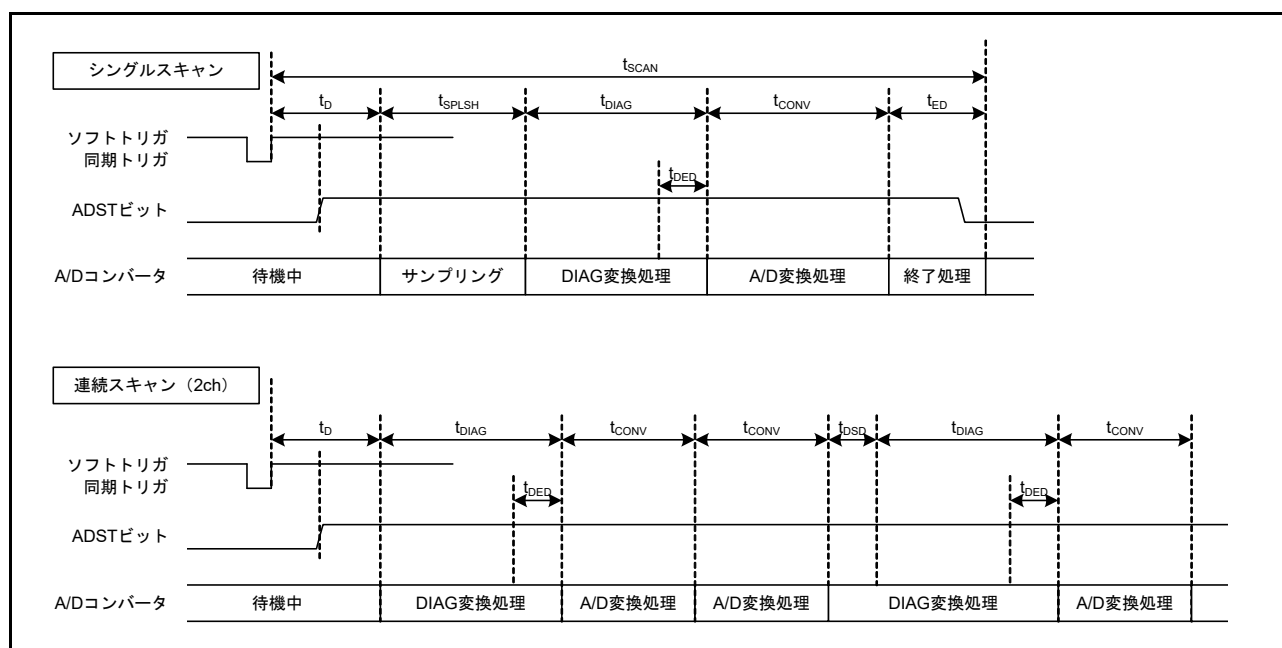 シングルスキャン
tSCAN
tD tSPLSH tDIAG tCONV tED
ソフトトリガ
同期トリガ
tDED
ADSTビット
A/Dコンバータ 待機中 サンプリング DIAG変換処理 A/D変換処理 終了処理
連続スキャン（2ch）
tD tDIAG tCONV tCONV tDSD tDIAG tCONV
ソフトトリガ
同期トリガ
tDED tDED
ADSTビット
A/Dコンバータ 待機中 DIAG変換処理 A/D変換処理 A/D変換処理 DIAG変換処理 A/D変換処理